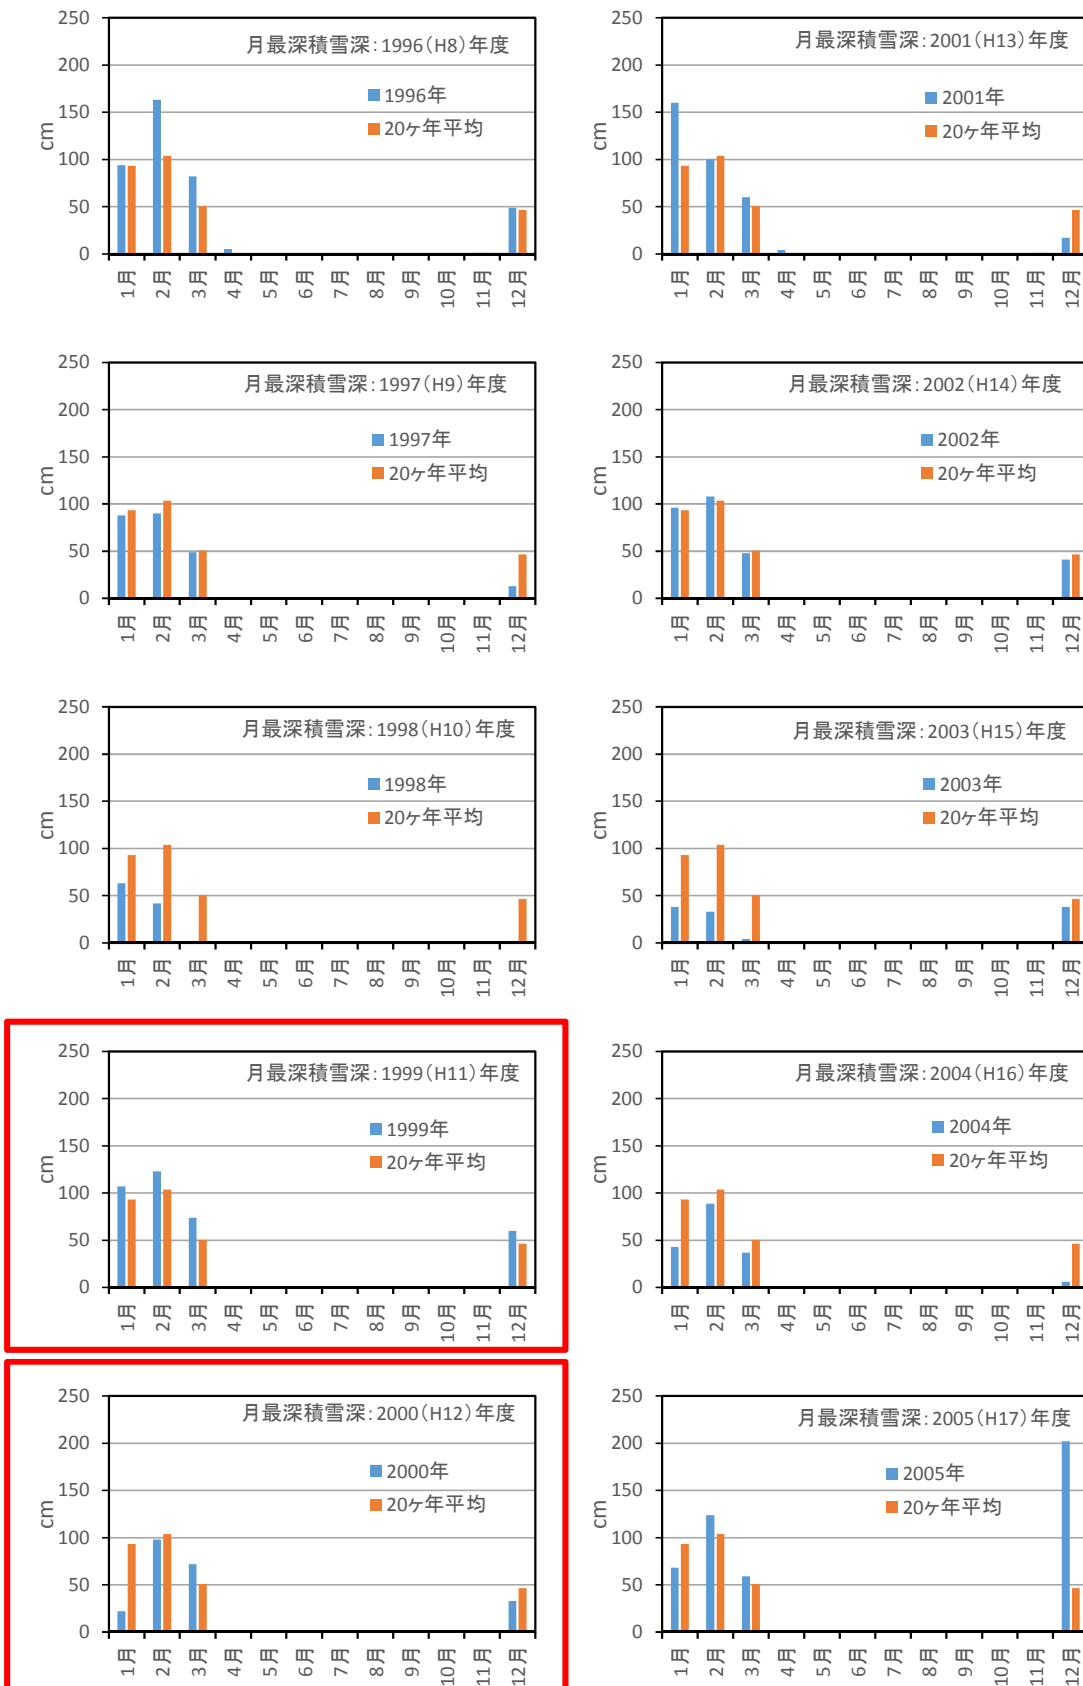 月最深積雪深:1996(H8)年度
250
200
150
100
50
0
cm
1996年
20ヶ年平均
1月 2月 3月 4月 5月 6月 7月 8月 9月 10月 11月 12月
月最深積雪深:2001(H13)年度
250
200
150
100
50
0
cm
2001年
20ヶ年平均
1月 2月 3月 4月 5月 6月 7月 8月 9月 10月 11月 12月
月最深積雪深:1997(H9)年度
250
200
150
100
50
0
cm
1997年
20ヶ年平均
1月 2月 3月 4月 5月 6月 7月 8月 9月 10月 11月 12月
月最深積雪深:2002(H14)年度
250
200
150
100
50
0
cm
2002年
20ヶ年平均
1月 2月 3月 4月 5月 6月 7月 8月 9月 10月 11月 12月
月最深積雪深:1998(H10)年度
250
200
150
100
50
0
cm
1998年
20ヶ年平均
1月 2月 3月 4月 5月 6月 7月 8月 9月 10月 11月 12月
月最深積雪深:2003(H15)年度
250
200
150
100
50
0
cm
2003年
20ヶ年平均
1月 2月 3月 4月 5月 6月 7月 8月 9月 10月 11月 12月
月最深積雪深:1999(H11)年度
250
200
150
100
50
0
cm
1999年
20ヶ年平均
1月 2月 3月 4月 5月 6月 7月 8月 9月 10月 11月 12月
月最深積雪深:2004(H16)年度
250
200
150
100
50
0
cm
2004年
20ヶ年平均
1月 2月 3月 4月 5月 6月 7月 8月 9月 10月 11月 12月
月最深積雪深:2000(H12)年度
250
200
150
100
50
0
cm
2000年
20ヶ年平均
1月 2月 3月 4月 5月 6月 7月 8月 9月 10月 11月 12月
月最深積雪深:2005(H17)年度
250
200
150
100
50
0
cm
2005年
20ヶ年平均
1月 2月 3月 4月 5月 6月 7月 8月 9月 10月 11月 12月